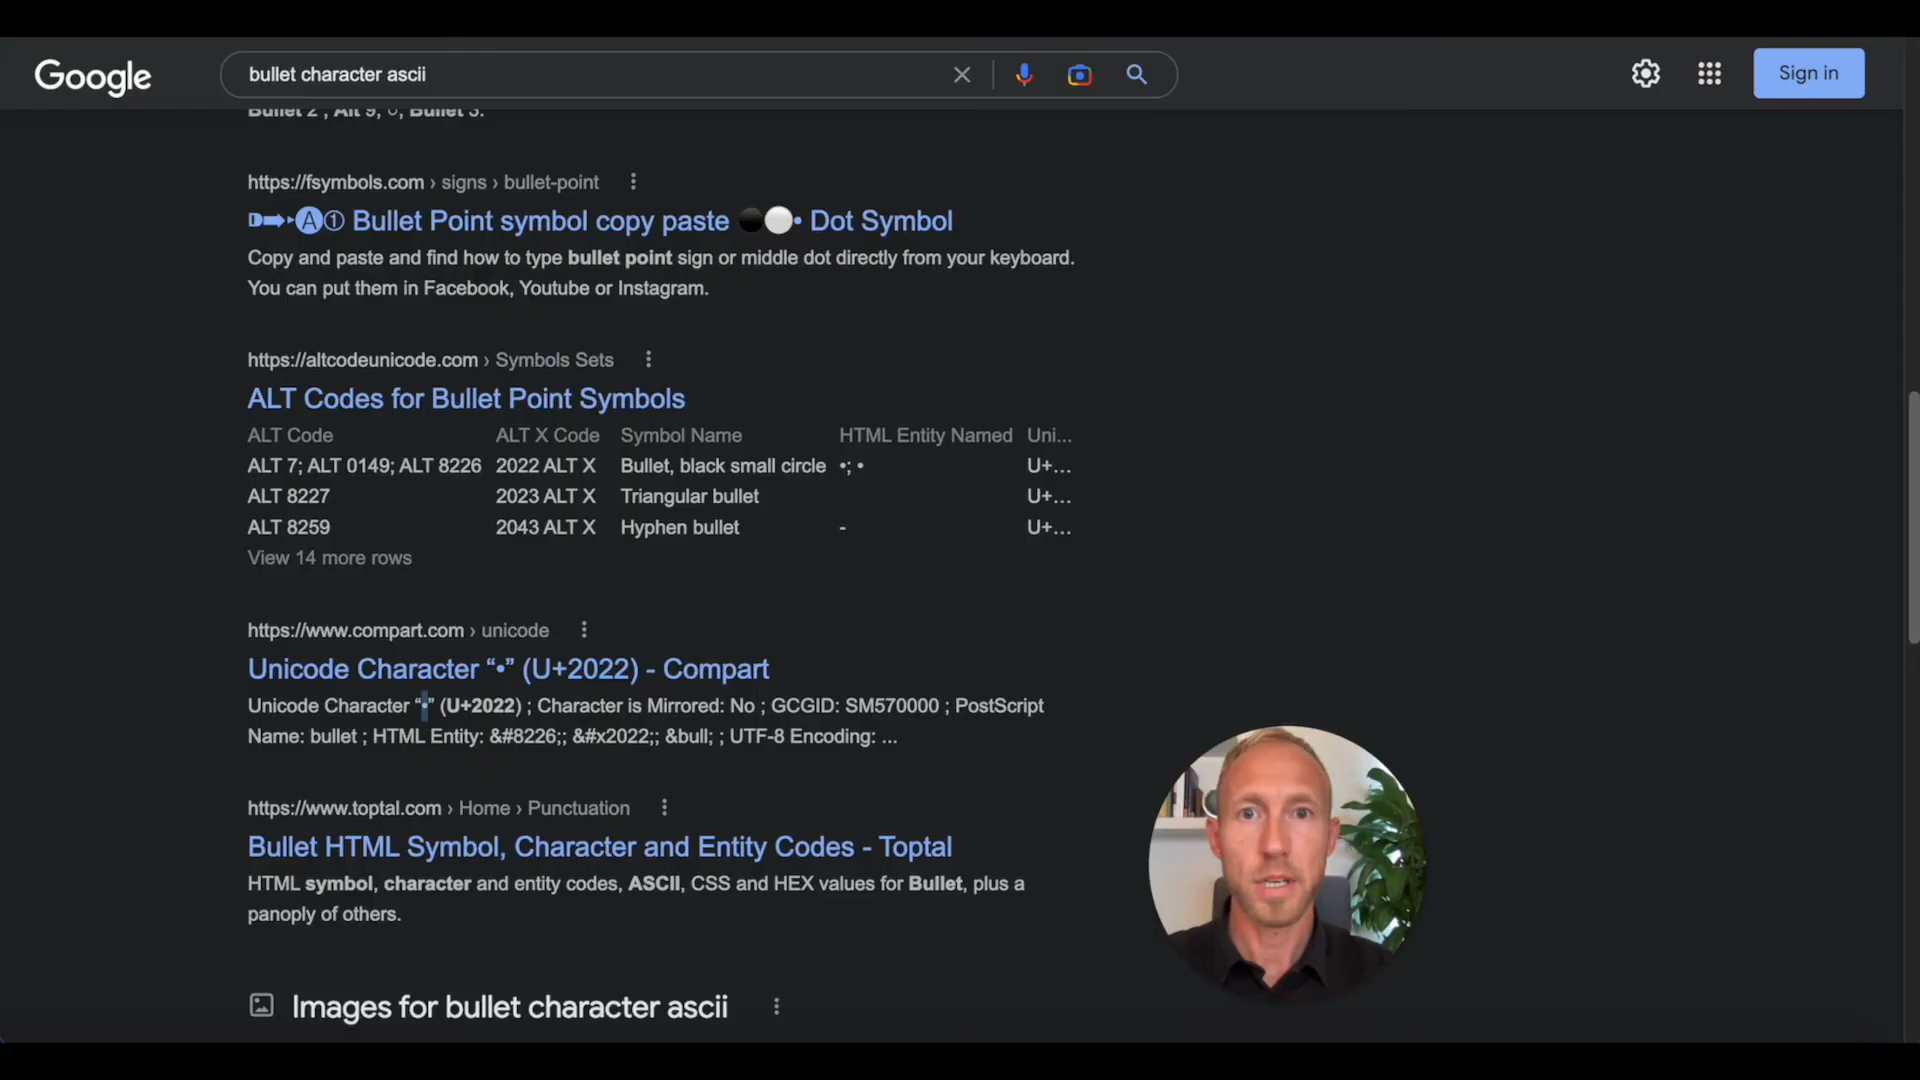 Google
bullet character ascii
Sign in
Bullet 2 ; Alt 9, ○, Bullet 3.
https://fsymbols.com › signs › bullet-point
Ⓐ① Bullet Point symbol copy paste ⚫⚪• Dot Symbol
Copy and paste and find how to type bullet point sign or middle dot directly from your keyboard.
You can put them in Facebook, Youtube or Instagram.
https://altcodeunicode.com › Symbols Sets
ALT Codes for Bullet Point Symbols
ALT Code ALT X Code Symbol Name HTML Entity Named Uni...
ALT 7; ALT 0149; ALT 8226 2022 ALT X Bullet, black small circle •; • U+...
ALT 8227 2023 ALT X Triangular bullet U+...
ALT 8259 2043 ALT X Hyphen bullet - U+...
View 14 more rows
https://www.compart.com › unicode
Unicode Character “•” (U+2022) - Compart
Unicode Character “•” (U+2022) ; Character is Mirrored: No ; GCGID: SM570000 ; PostScript
Name: bullet ; HTML Entity: &#8226;; &#x2022;; &bull; ; UTF-8 Encoding: ...
https://www.toptal.com › Home › Punctuation
Bullet HTML Symbol, Character and Entity Codes - Toptal
HTML symbol, character and entity codes, ASCII, CSS and HEX values for Bullet, plus a
panoply of others.
Images for bullet character ascii